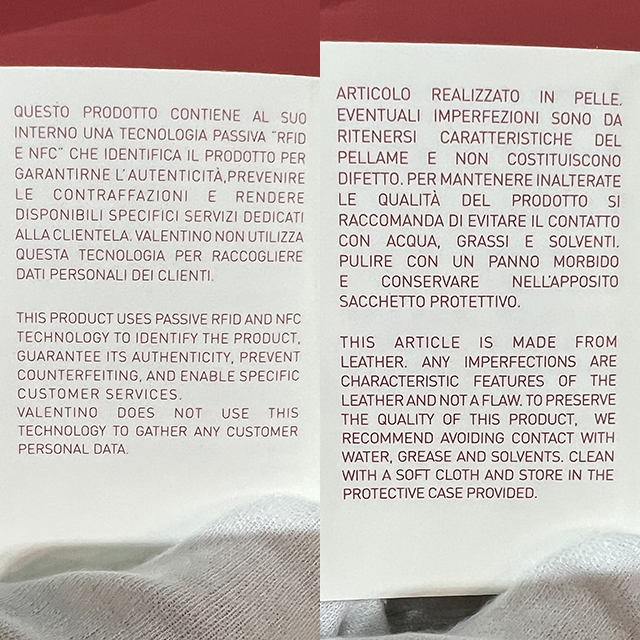 QUESTO PRODOTTO CONTIENE AL SUO
INTERNO UNA TECNOLOGIA PASSIVA "RFID
E NFC" CHE IDENTIFICA IL PRODOTTO PER
GARANTIRNE L'AUTENTICITÀ,PREVENIRE
LE CONTRAFFAZIONI E RENDERE
DISPONIBILI SPECIFICI SERVIZI DEDICATI
ALLA CLIENTELA. VALENTINO NON UTILIZZA
QUESTA TECNOLOGIA PER RACCOGLIERE
DATI PERSONALI DEI CLIENTI.
THIS PRODUCT USES PASSIVE RFID AND NFC
TECHNOLOGY TO IDENTIFY THE PRODUCT,
GUARANTEE ITS AUTHENTICITY, PREVENT
COUNTERFEITING, AND ENABLE SPECIFIC
CUSTOMER SERVICES.
VALENTINO DOES NOT USE THIS
TECHNOLOGY TO GATHER ANY CUSTOMER
PERSONAL DATA.
ARTICOLO REALIZZATO IN PELLE.
EVENTUALI IMPERFEZIONI SONO DA
RITENERSI CARATTERISTICHE DEL
PELLAME E NON COSTITUISCONO
DIFETTO. PER MANTENERE INALTERATE
LE QUALITÀ DEL PRODOTTO SI
RACCOMANDA DI EVITARE IL CONTATTO
CON ACQUA, GRASSI E SOLVENTI.
PULIRE CON UN PANNO MORBIDO
E CONSERVARE NELL'APPOSITO
SACCHETTO PROTETTIVO.
THIS ARTICLE IS MADE FROM
LEATHER. ANY IMPERFECTIONS ARE
CHARACTERISTIC FEATURES OF THE
LEATHER AND NOT A FLAW. TO PRESERVE
THE QUALITY OF THIS PRODUCT, WE
RECOMMEND AVOIDING CONTACT WITH
WATER, GREASE AND SOLVENTS. CLEAN
WITH A SOFT CLOTH AND STORE IN THE
PROTECTIVE CASE PROVIDED.